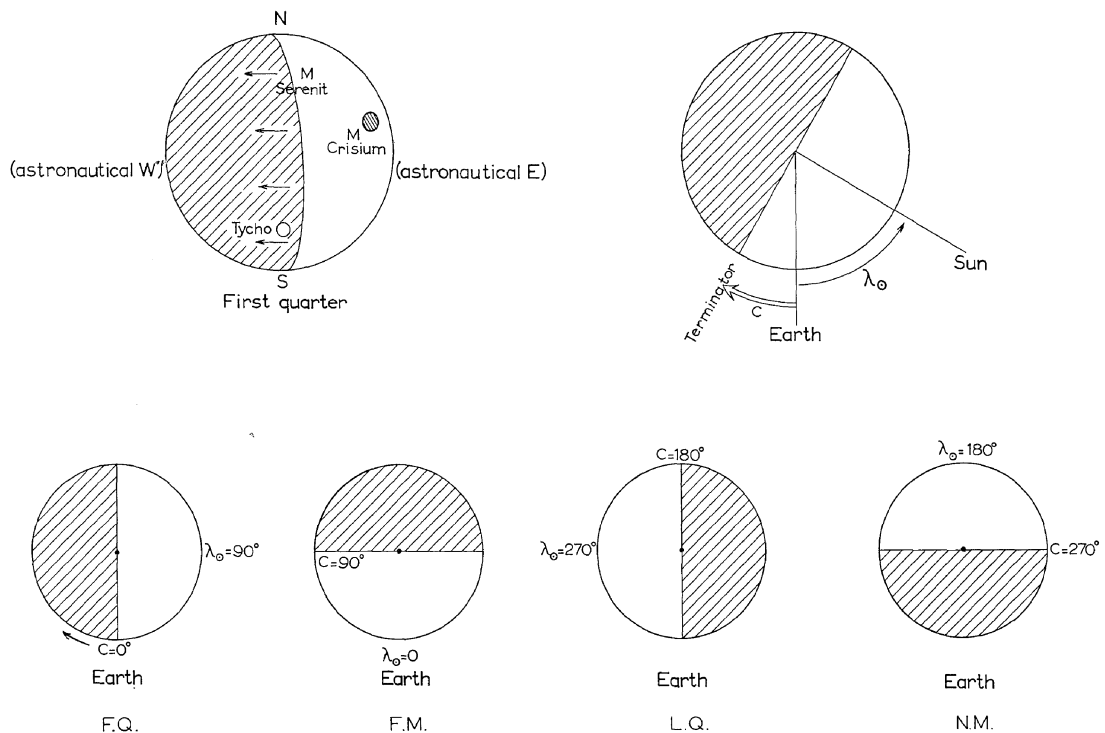 N
M
Serenit
M
Crisium
(astronautical W)
(astronautical E)
Tycho
S
First quarter
Sun
λ☉
Terminator
C
Earth
λ☉=90°
C=0°
Earth
F.Q.
C=90°
λ☉=0
Earth
F.M.
C=180°
λ☉=270°
Earth
L.Q.
λ☉=180°
C=270°
Earth
N.M.